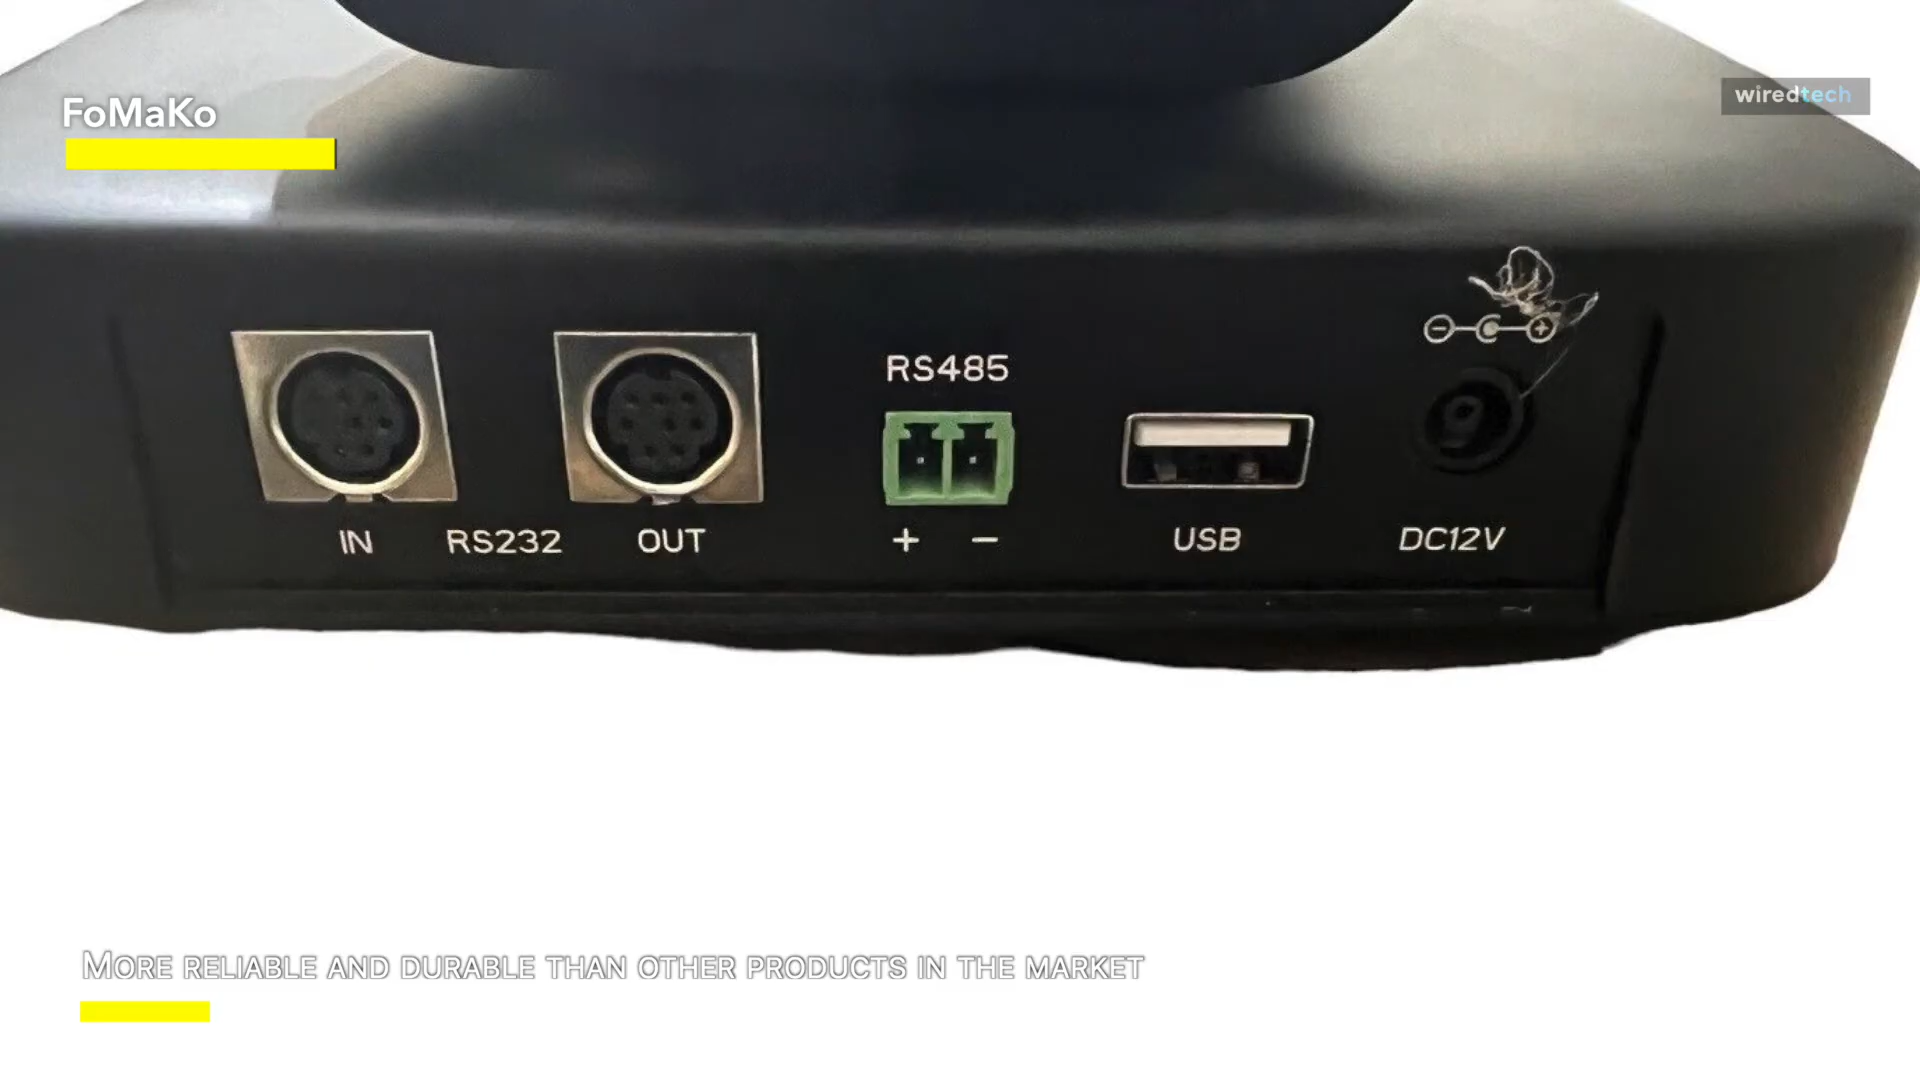 FoMaKo
wiredtech
RS485
IN RS232 OUT + − USB DC12V
More reliable and durable than other products in the market